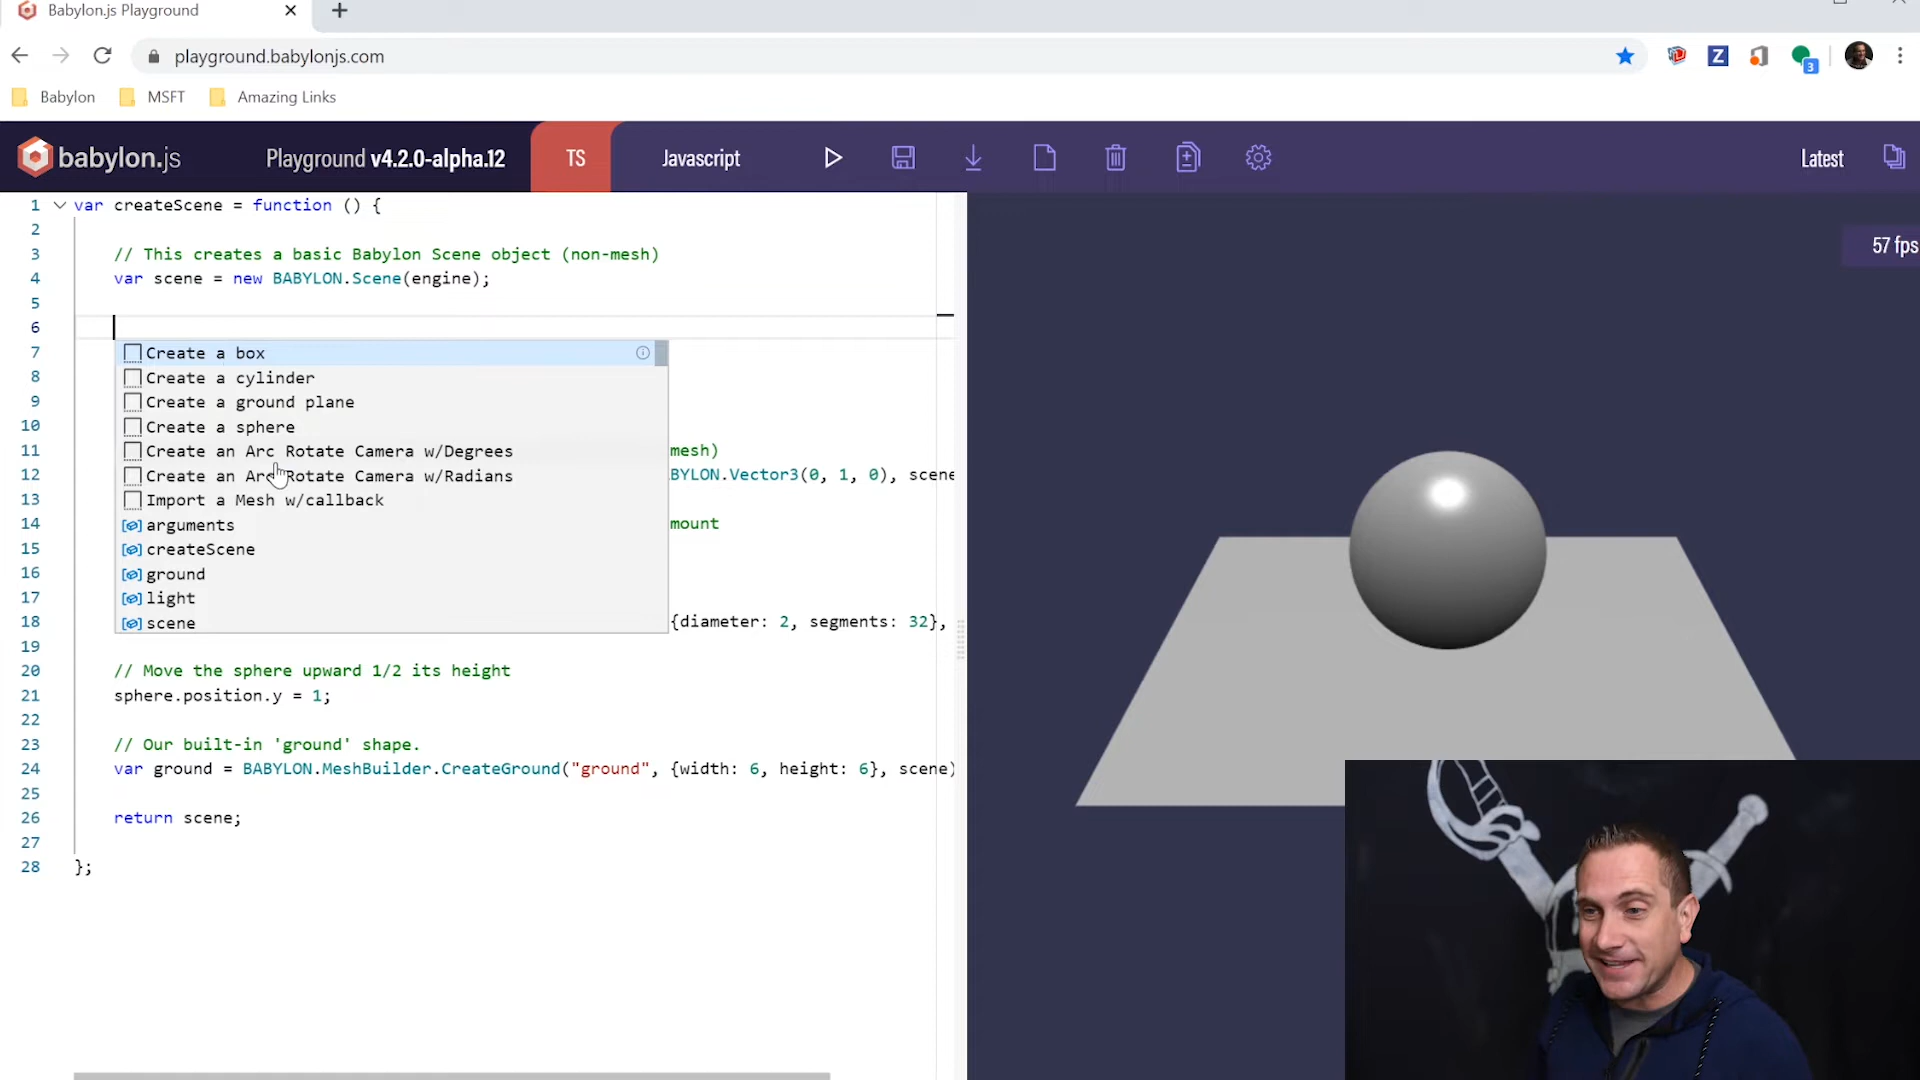 Babylon.js Playground
playground.babylonjs.com
Z
3
Babylon MSFT Amazing Links
babylon.js Playground v4.2.0-alpha.12 TS Javascript Latest
57 fps
1 var createScene = function () {
2
3 // This creates a basic Babylon Scene object (non-mesh)
4 var scene = new BABYLON.Scene(engine);
5
6
7 Create a box
8 Create a cylinder
9 Create a ground plane
10 Create a sphere
11 Create an Arc Rotate Camera w/Degrees mesh)
12 Create an Arc Rotate Camera w/Radians BYLON.Vector3(0, 1, 0), scene
13 Import a Mesh w/callback
14 arguments mount
15 createScene
16 ground
17 light
18 scene {diameter: 2, segments: 32},
19
20 // Move the sphere upward 1/2 its height
21 sphere.position.y = 1;
22
23 // Our built-in 'ground' shape.
24 var ground = BABYLON.MeshBuilder.CreateGround("ground", {width: 6, height: 6}, scene)
25
26 return scene;
27
28 };